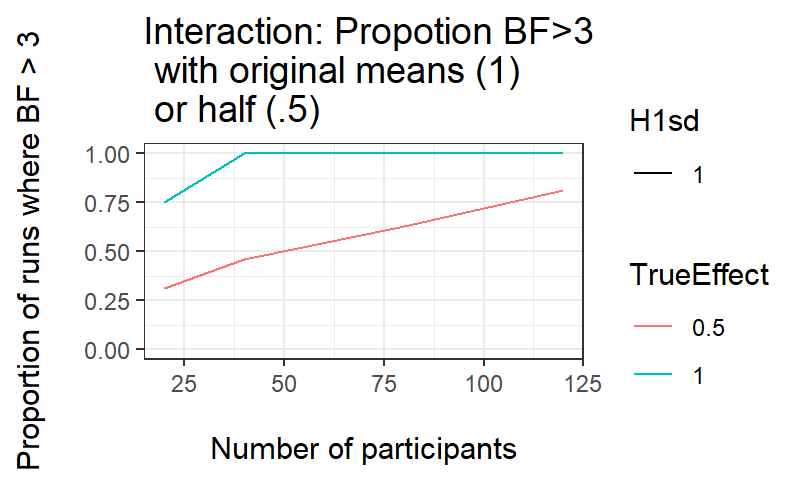 Interaction: Propotion BF>3
with original means (1)
or half (.5)
Proportion of runs where BF > 3
1.00
0.75
0.50
0.25
0.00
25 50 75 100 125
Number of participants
H1sd
1
TrueEffect
0.5
1